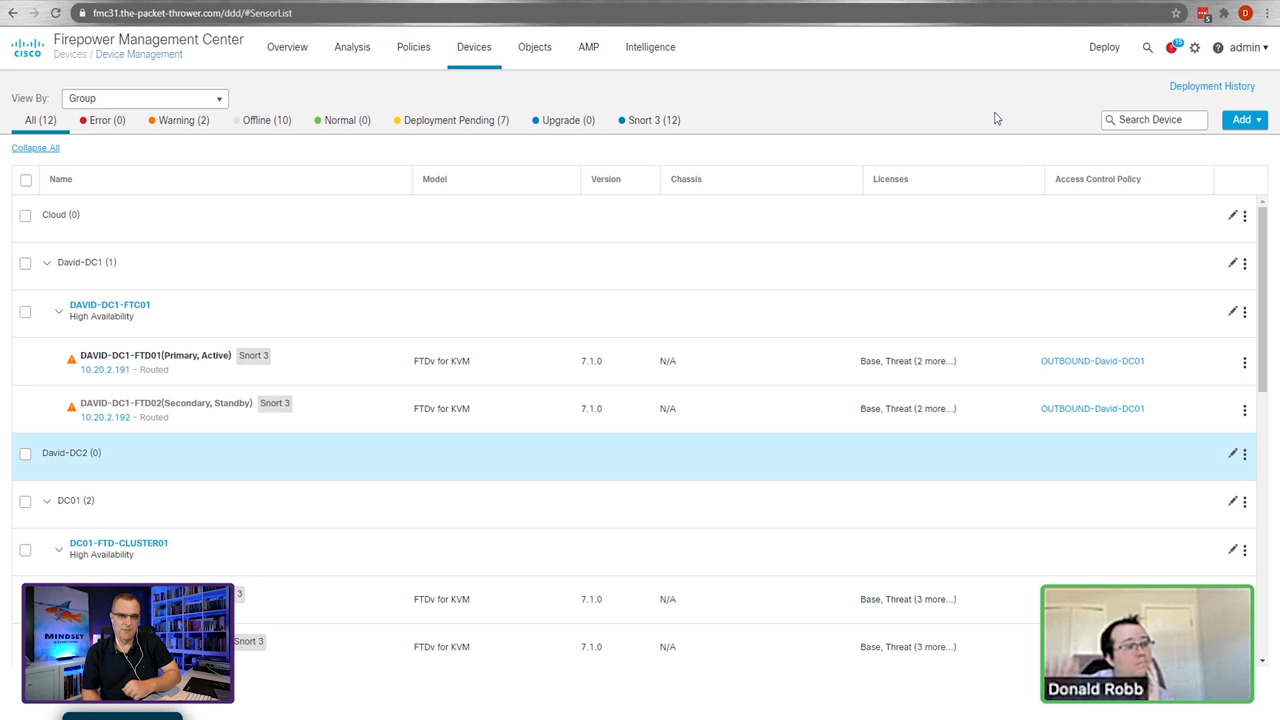 fmc31.the-packet-thrower.com/ddd/#SensorList
5
D
CISCO
Firepower Management Center
Devices / Device Management
Overview Analysis Policies Devices Objects AMP Intelligence
Deploy 15 admin
Deployment History
View By: Group
All (12) Error (0) Warning (2) Offline (10) Normal (0) Deployment Pending (7) Upgrade (0) Snort 3 (12)
Search Device Add
Collapse All
Name Model Version Chassis Licenses Access Control Policy
Cloud (0)
David-DC1 (1)
DAVID-DC1-FTC01
High Availability
DAVID-DC1-FTD01(Primary, Active) Snort 3
10.20.2.191 - Routed
FTDv for KVM 7.1.0 N/A Base, Threat (2 more...) OUTBOUND-David-DC01
DAVID-DC1-FTD02(Secondary, Standby) Snort 3
10.20.2.192 - Routed
FTDv for KVM 7.1.0 N/A Base, Threat (2 more...) OUTBOUND-David-DC01
David-DC2 (0)
DC01 (2)
DC01-FTD-CLUSTER01
High Availability
3 FTDv for KVM 7.1.0 N/A Base, Threat (3 more...)
Snort 3 FTDv for KVM 7.1.0 N/A Base, Threat (3 more...)
MINDSET
Donald Robb